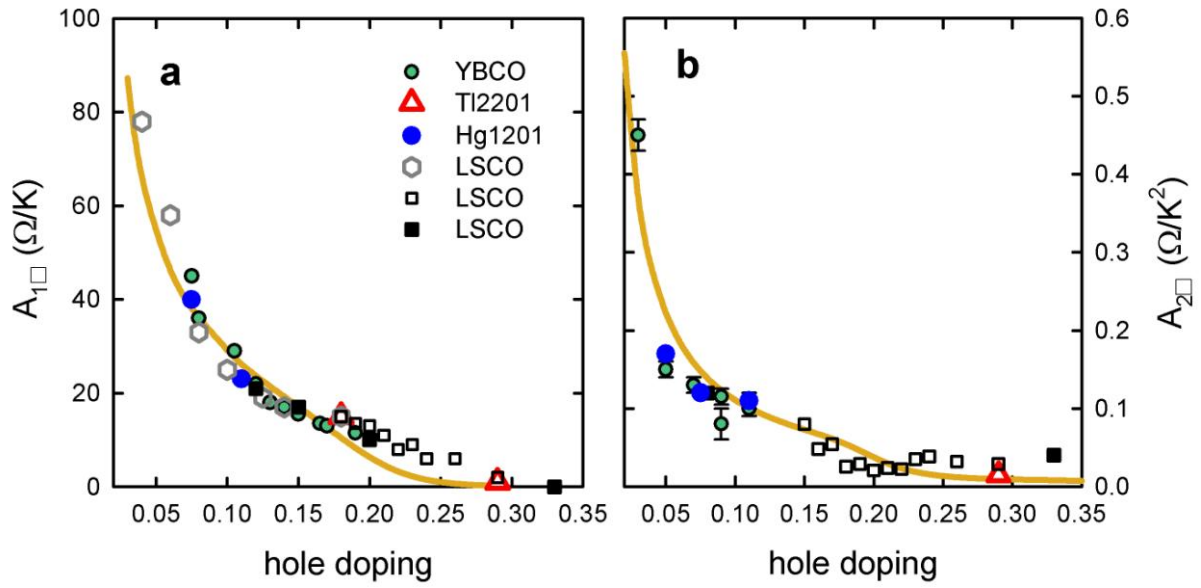 a
A₁□ (Ω/K)
100
80
60
40
20
0
YBCO
Tl2201
Hg1201
LSCO
LSCO
LSCO
0.05 0.10 0.15 0.20 0.25 0.30 0.35
hole doping
b
0.6
0.5
0.4
0.3
0.2
0.1
0.0
A₂□ (Ω/K²)
0.05 0.10 0.15 0.20 0.25 0.30 0.35
hole doping